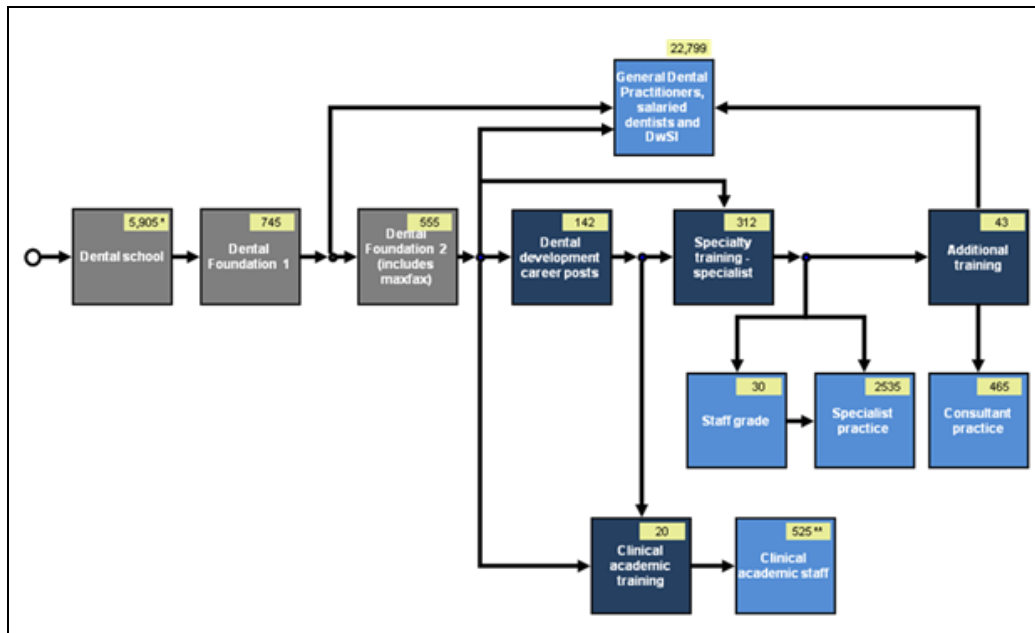 22,799
General Dental
Practitioners,
salaried
dentists and
DwSI
5,905*
Dental school
745
Dental
Foundation 1
555
Dental
Foundation 2
(includes
maxfax)
142
Dental
development
career posts
312
Specialty
training -
specialist
43
Additional
training
30
Staff grade
2535
Specialist
practice
465
Consultant
practice
20
Clinical
academic
training
525**
Clinical
academic staff